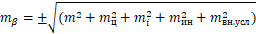 m_β = ±√(m² + m_ц² + m_i² + m_ин² + m_вн.усл²)